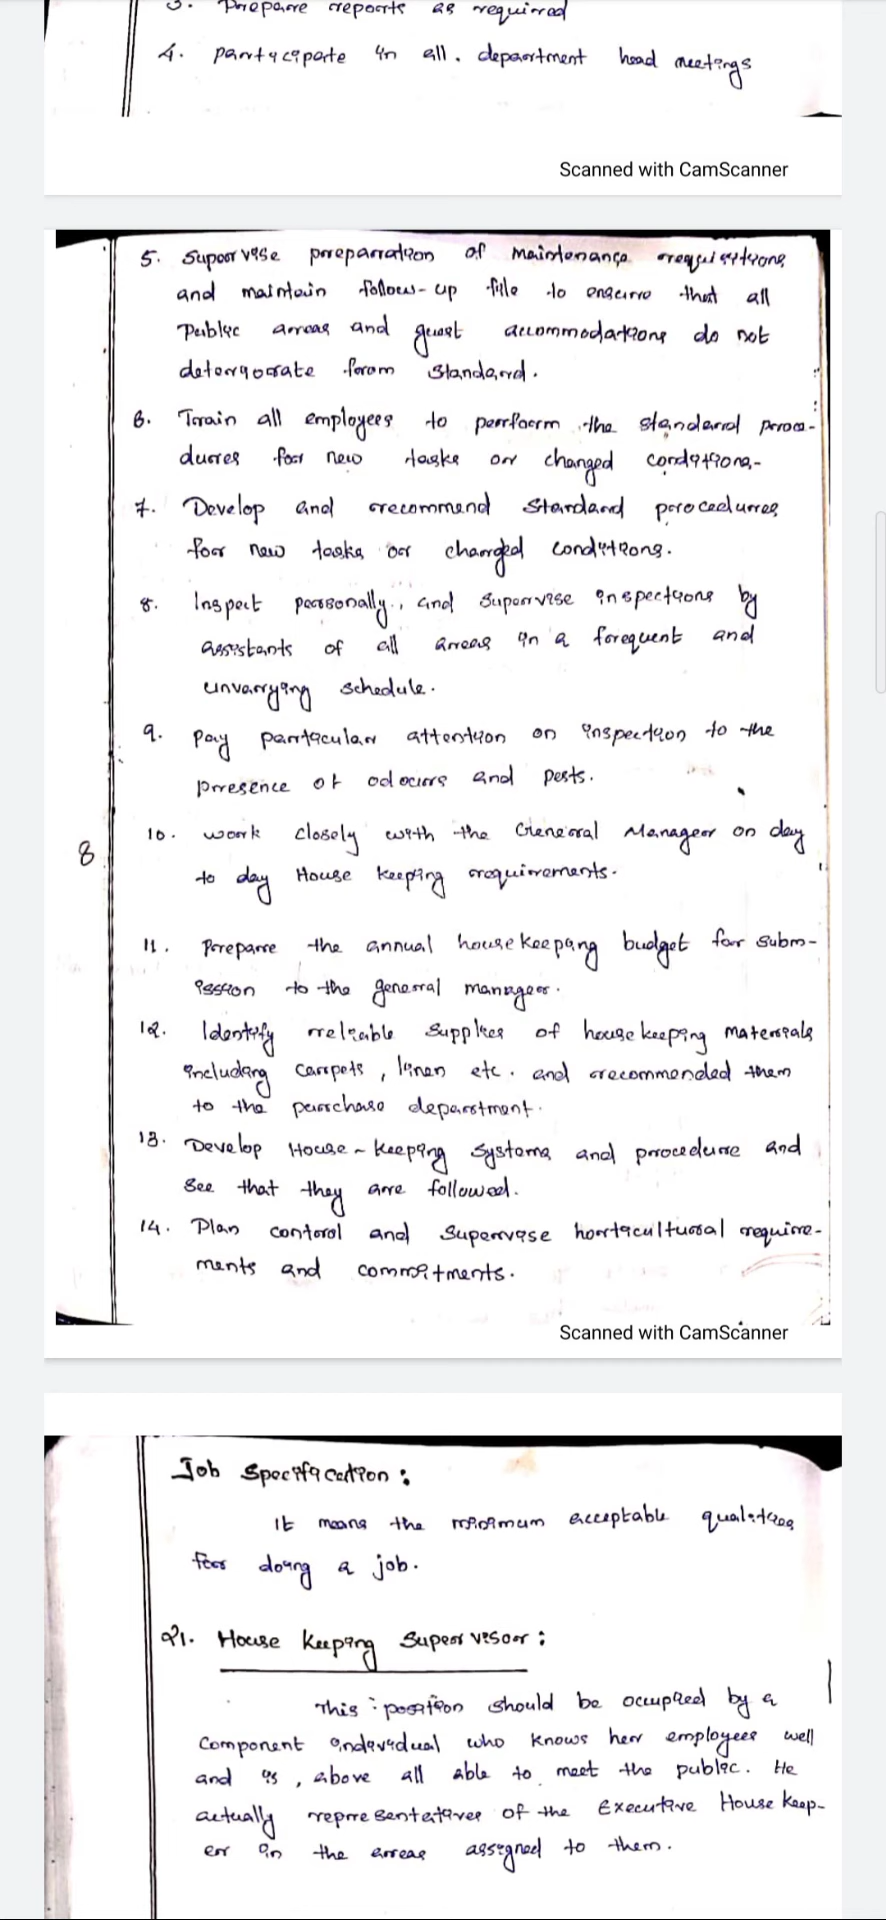 3. Prepare reports as required
4. partycipate in all. department head meetings
Scanned with CamScanner
5. Supervise preparation of Maintenance requisitions
and maintain follow-up file to ensure that all
Public areas and guest accommodations do not
deteryorate from Standard.
6. Train all employees to perform the standard proce-
dures for new tasks or changed conditions.-
7. Develop and recommend Standard procedures
for new tasks or changed conditions.
8. Inspect personally, and supervise inspections by
assistants of all areas in a frequent and
unvarying schedule.
9. Pay particular attention on inspection to the
presence of odours and pests.
8
10. work closely with the General Manager on day
to day House keeping requirements.
11. Prepare the annual house keeping budget for subm-
ission to the general manager.
12. Identify reliable Supplies of house keeping materials
including carpets, linen etc. and recommended them
to the purchase department.
13. Develop House-keeping systems and procedure and
See that they are followed.
14. Plan control and Supervise horticultural require-
ments and commitments.
Scanned with CamScanner
Job Specification:
It means the minimum acceptable qualities
for doing a job.
21. House keeping Supervisor:
This position should be occupied by a
Component individual who knows her employees well
and is, above all able to meet the public. He
actually representatives of the Executive House keep-
er in the areas assigned to them.